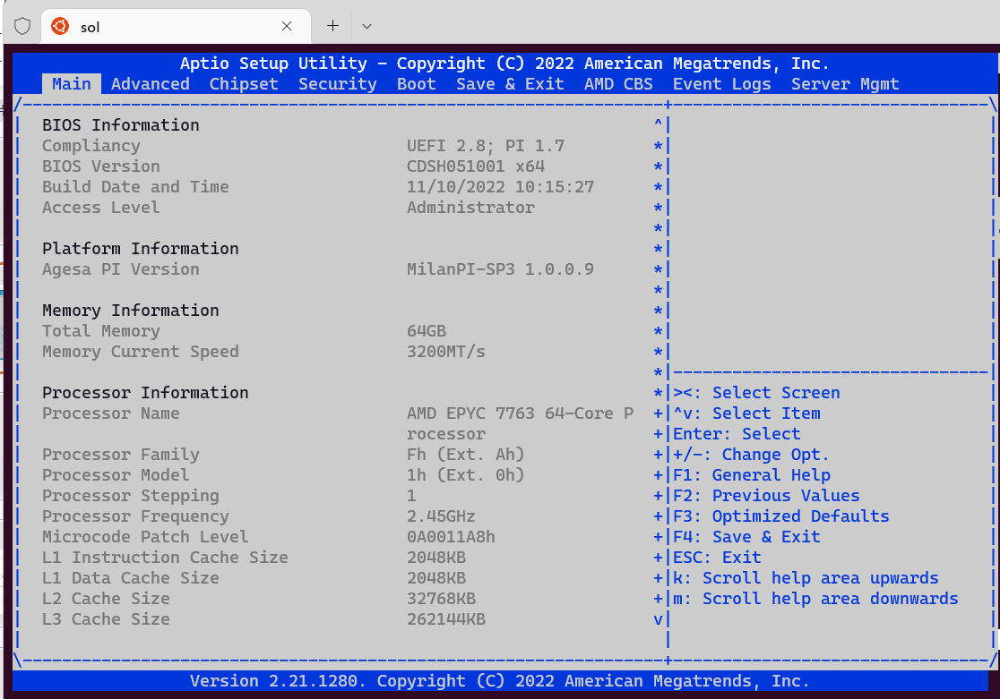 sol
Aptio Setup Utility - Copyright (C) 2022 American Megatrends, Inc.
Main Advanced Chipset Security Boot Save & Exit AMD CBS Event Logs Server Mgmt
BIOS Information
Compliancy UEFI 2.8; PI 1.7
BIOS Version CDSH051001 x64
Build Date and Time 11/10/2022 10:15:27
Access Level Administrator
Platform Information
Agesa PI Version MilanPI-SP3 1.0.0.9
Memory Information
Total Memory 64GB
Memory Current Speed 3200MT/s
Processor Information
Processor Name AMD EPYC 7763 64-Core P
rocessor
Processor Family Fh (Ext. Ah)
Processor Model 1h (Ext. 0h)
Processor Stepping 1
Processor Frequency 2.45GHz
Microcode Patch Level 0A0011A8h
L1 Instruction Cache Size 2048KB
L1 Data Cache Size 2048KB
L2 Cache Size 32768KB
L3 Cache Size 262144KB
><: Select Screen
^v: Select Item
Enter: Select
+/-: Change Opt.
F1: General Help
F2: Previous Values
F3: Optimized Defaults
F4: Save & Exit
ESC: Exit
k: Scroll help area upwards
m: Scroll help area downwards
Version 2.21.1280. Copyright (C) 2022 American Megatrends, Inc.